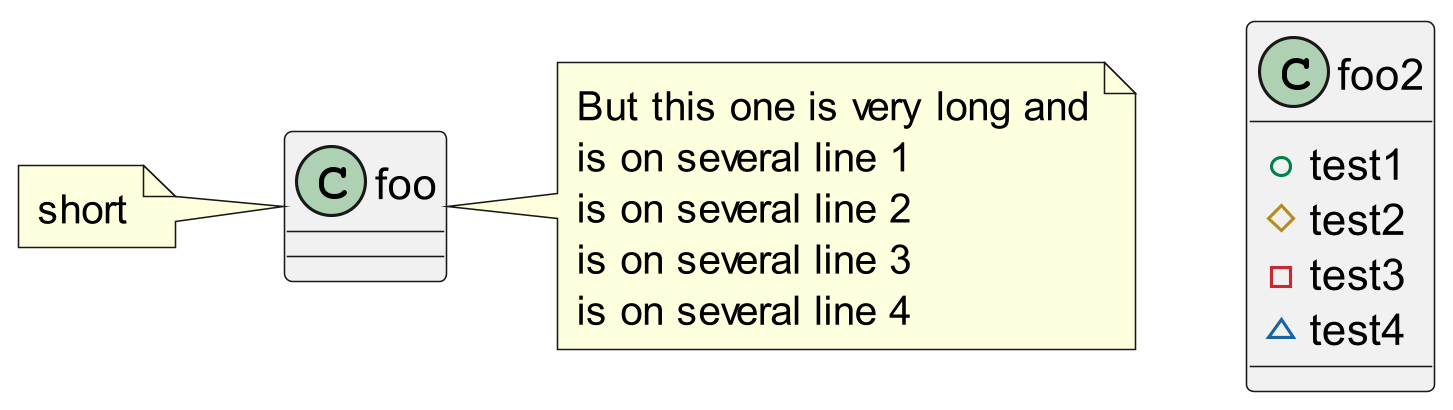 short
C foo
But this one is very long and
is on several line 1
is on several line 2
is on several line 3
is on several line 4
C foo2
test1
test2
test3
test4